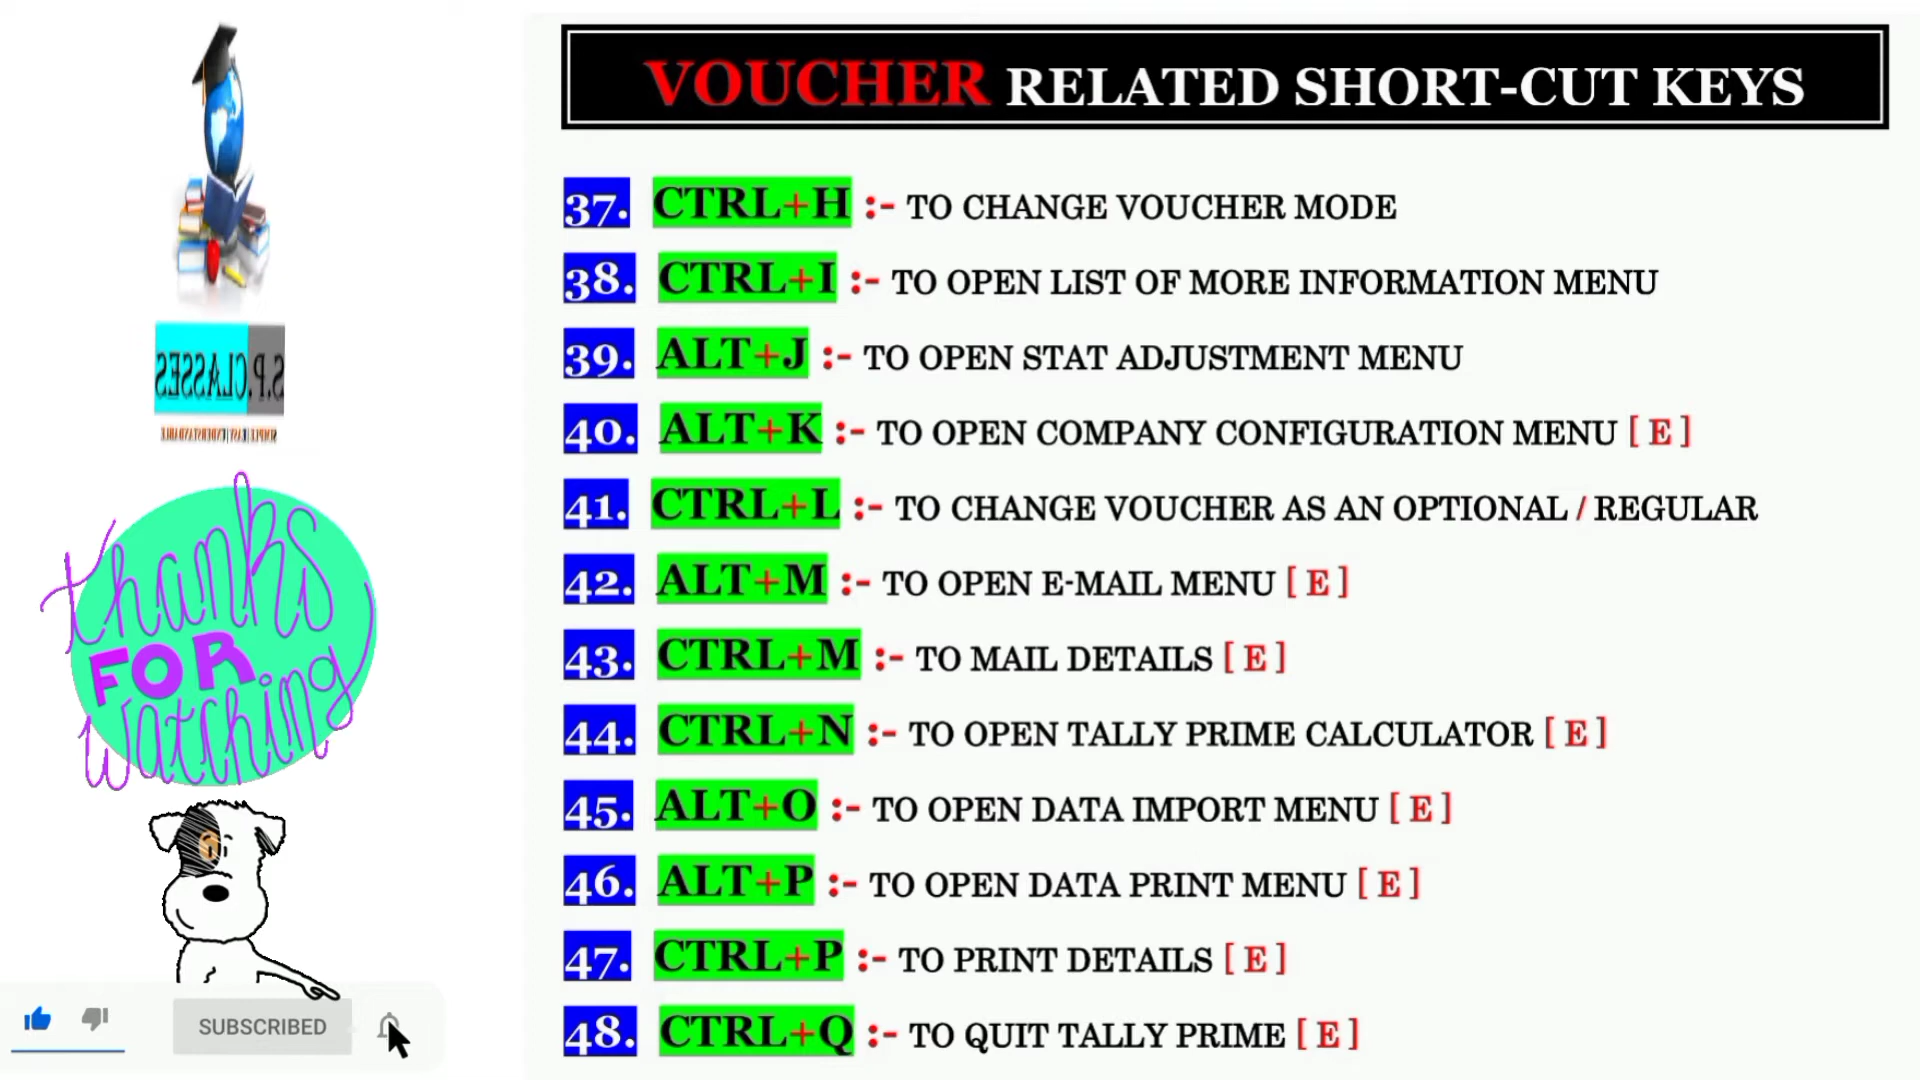 VOUCHER RELATED SHORT-CUT KEYS
37. CTRL+H :- TO CHANGE VOUCHER MODE
38. CTRL+I :- TO OPEN LIST OF MORE INFORMATION MENU
39. ALT+J :- TO OPEN STAT ADJUSTMENT MENU
40. ALT+K :- TO OPEN COMPANY CONFIGURATION MENU [ E ]
41. CTRL+L :- TO CHANGE VOUCHER AS AN OPTIONAL / REGULAR
42. ALT+M :- TO OPEN E-MAIL MENU [ E ]
43. CTRL+M :- TO MAIL DETAILS [ E ]
44. CTRL+N :- TO OPEN TALLY PRIME CALCULATOR [ E ]
45. ALT+O :- TO OPEN DATA IMPORT MENU [ E ]
46. ALT+P :- TO OPEN DATA PRINT MENU [ E ]
47. CTRL+P :- TO PRINT DETAILS [ E ]
48. CTRL+Q :- TO QUIT TALLY PRIME [ E ]
S.P.CLASSES
thanks
FOR
watching
SUBSCRIBED